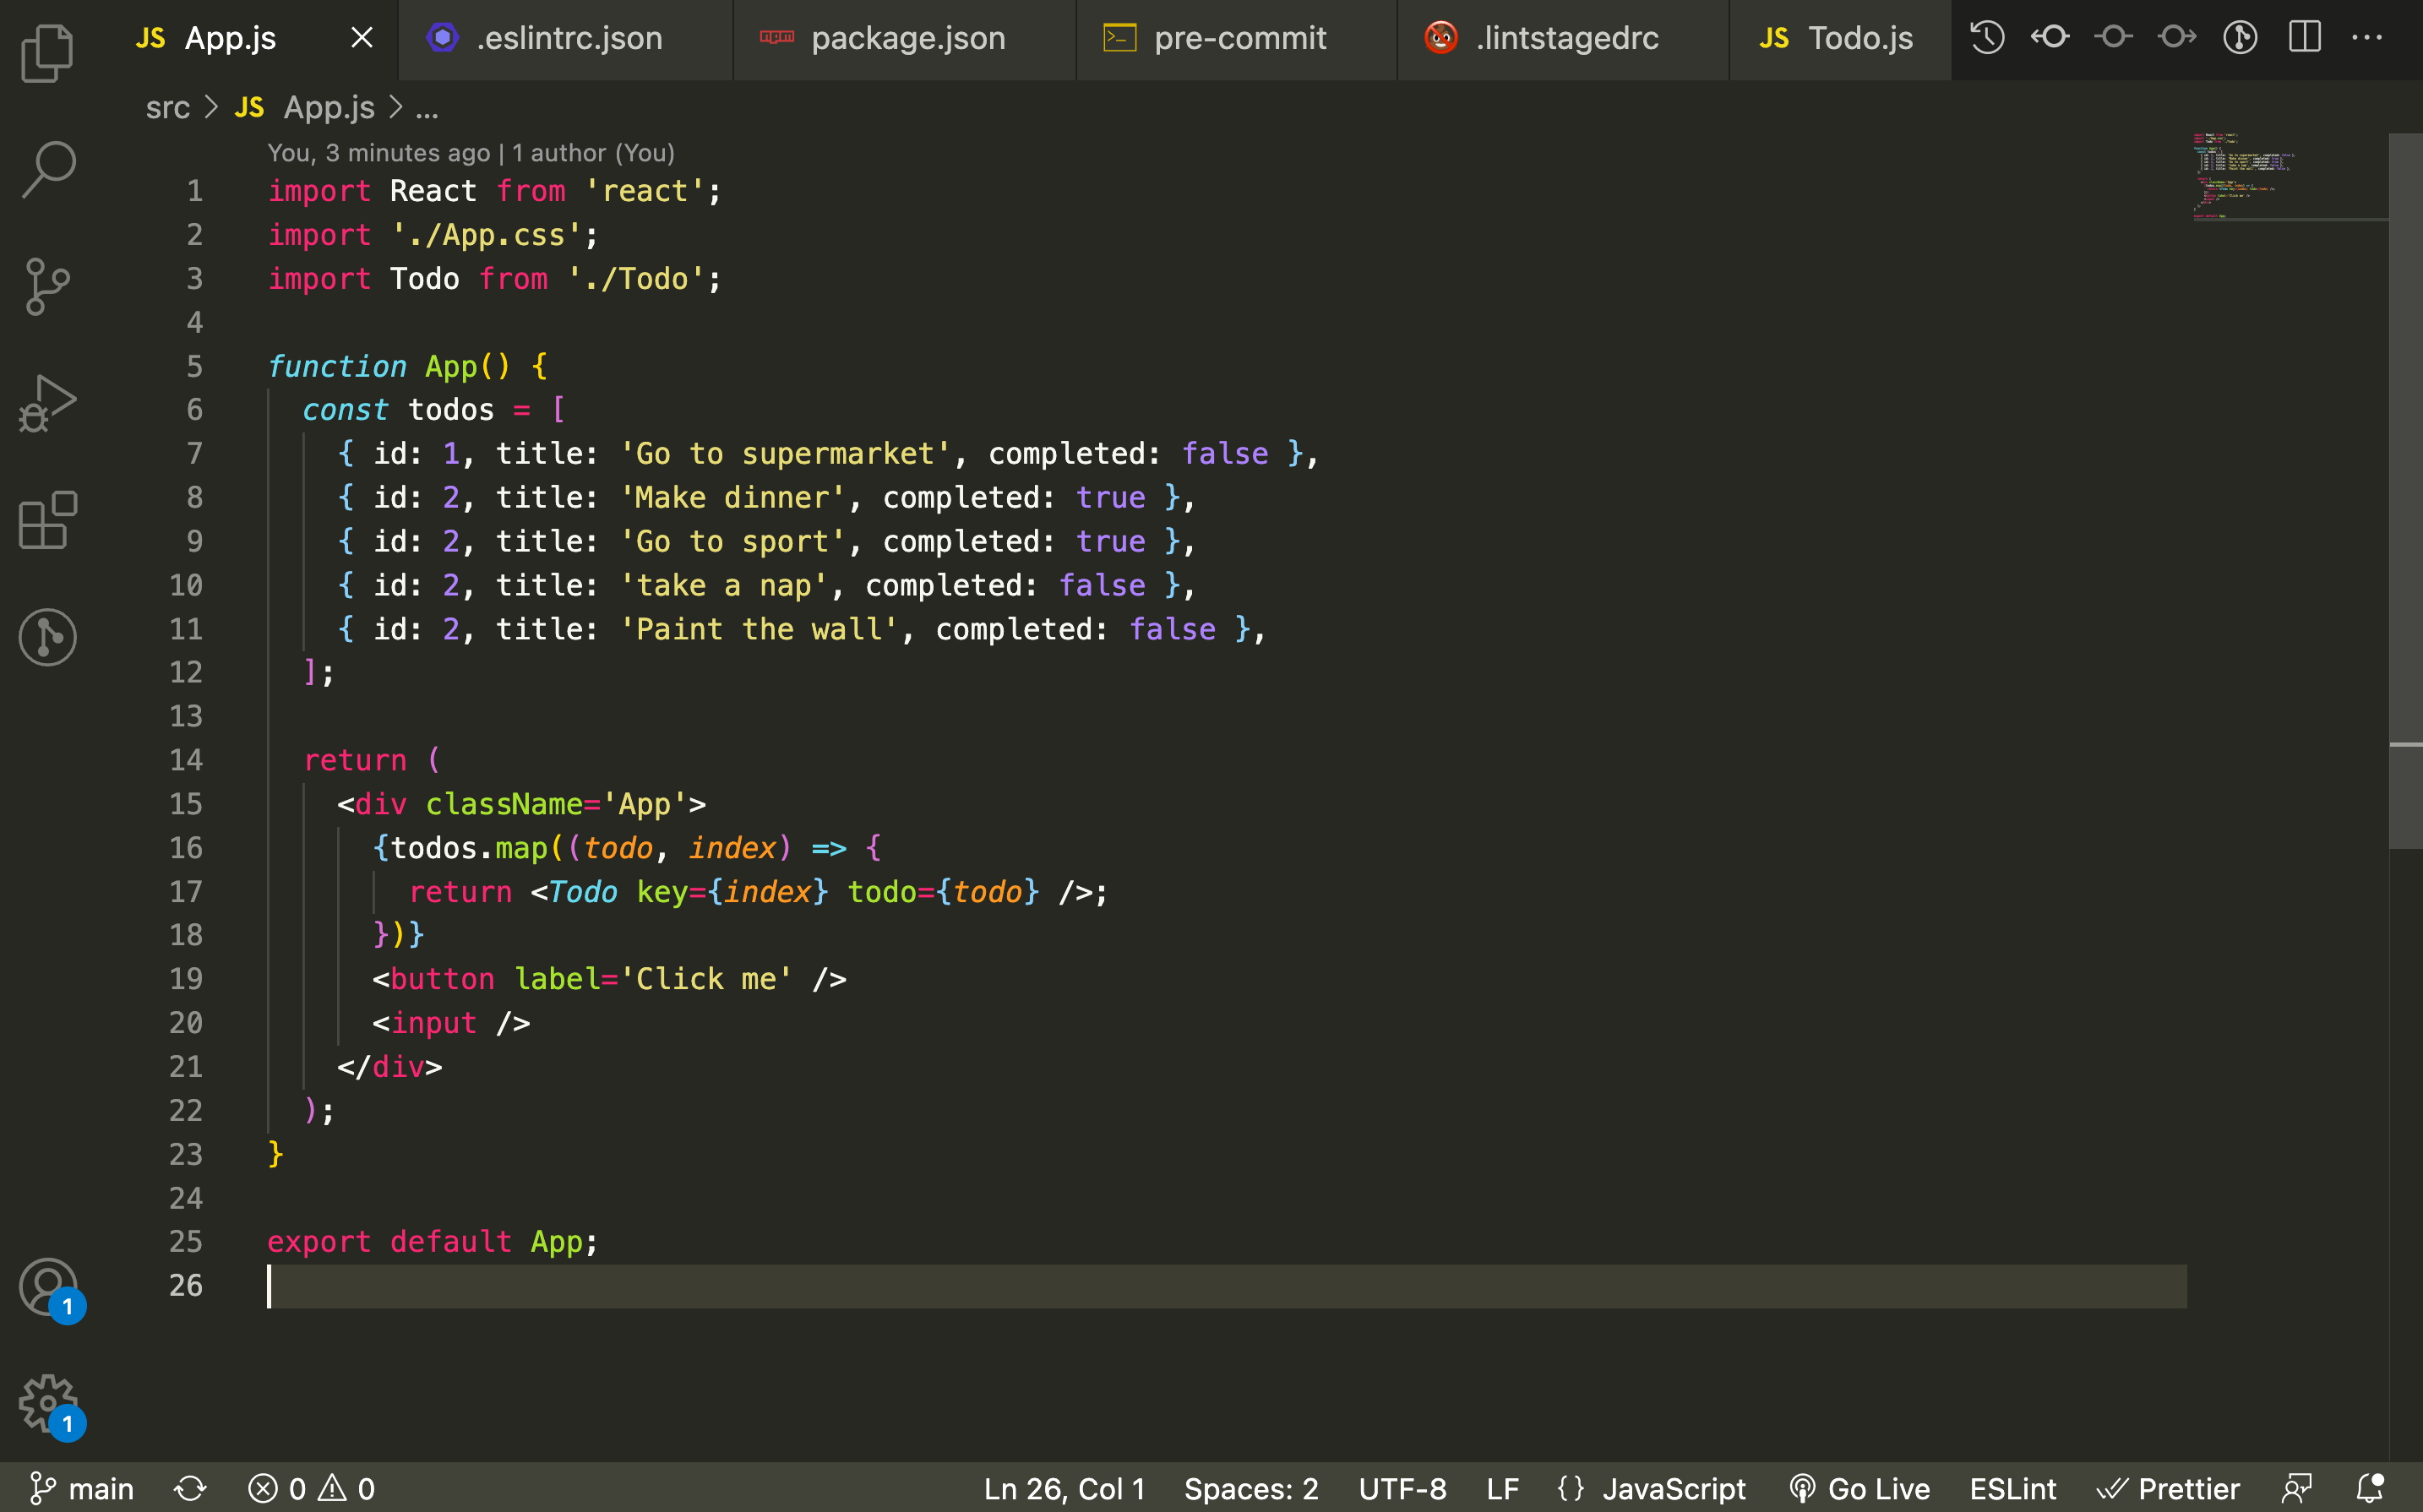 JS App.js .eslintrc.json npm package.json pre-commit .lintstagedrc JS Todo.js
src > JS App.js > ...
You, 3 minutes ago | 1 author (You)
1 import React from 'react';
2 import './App.css';
3 import Todo from './Todo';
4
5 function App() {
6 const todos = [
7 { id: 1, title: 'Go to supermarket', completed: false },
8 { id: 2, title: 'Make dinner', completed: true },
9 { id: 2, title: 'Go to sport', completed: true },
10 { id: 2, title: 'take a nap', completed: false },
11 { id: 2, title: 'Paint the wall', completed: false },
12 ];
13
14 return (
15 <div className='App'>
16 {todos.map((todo, index) => {
17 return <Todo key={index} todo={todo} />;
18 })}
19 <button label='Click me' />
20 <input />
21 </div>
22 );
23 }
24
25 export default App;
26
1
1
main 0 0 Ln 26, Col 1 Spaces: 2 UTF-8 LF {} JavaScript Go Live ESLint Prettier